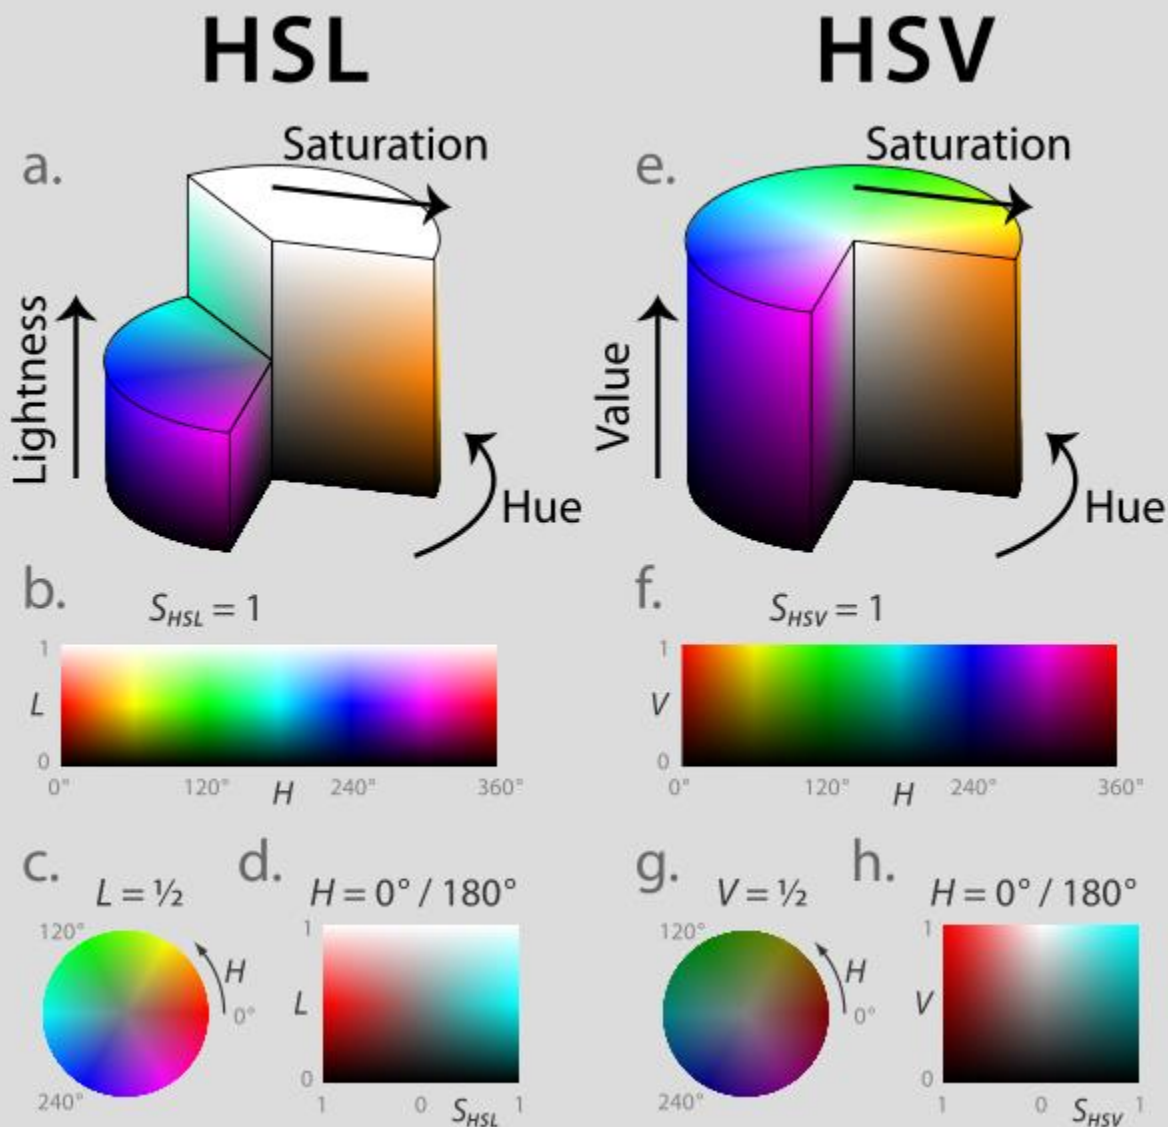 HSL
a.
Saturation
Lightness
Hue
b.
S_HSL = 1
1
L
0
0°
120°
H
240°
360°
c.
L = ½
120°
H
0°
240°
d.
H = 0° / 180°
1
L
0
1
0
S_HSL
1
HSV
e.
Saturation
Value
Hue
f.
S_HSV = 1
1
V
0
0°
120°
H
240°
360°
g.
V = ½
120°
H
0°
240°
h.
H = 0° / 180°
1
V
0
1
0
S_HSV
1